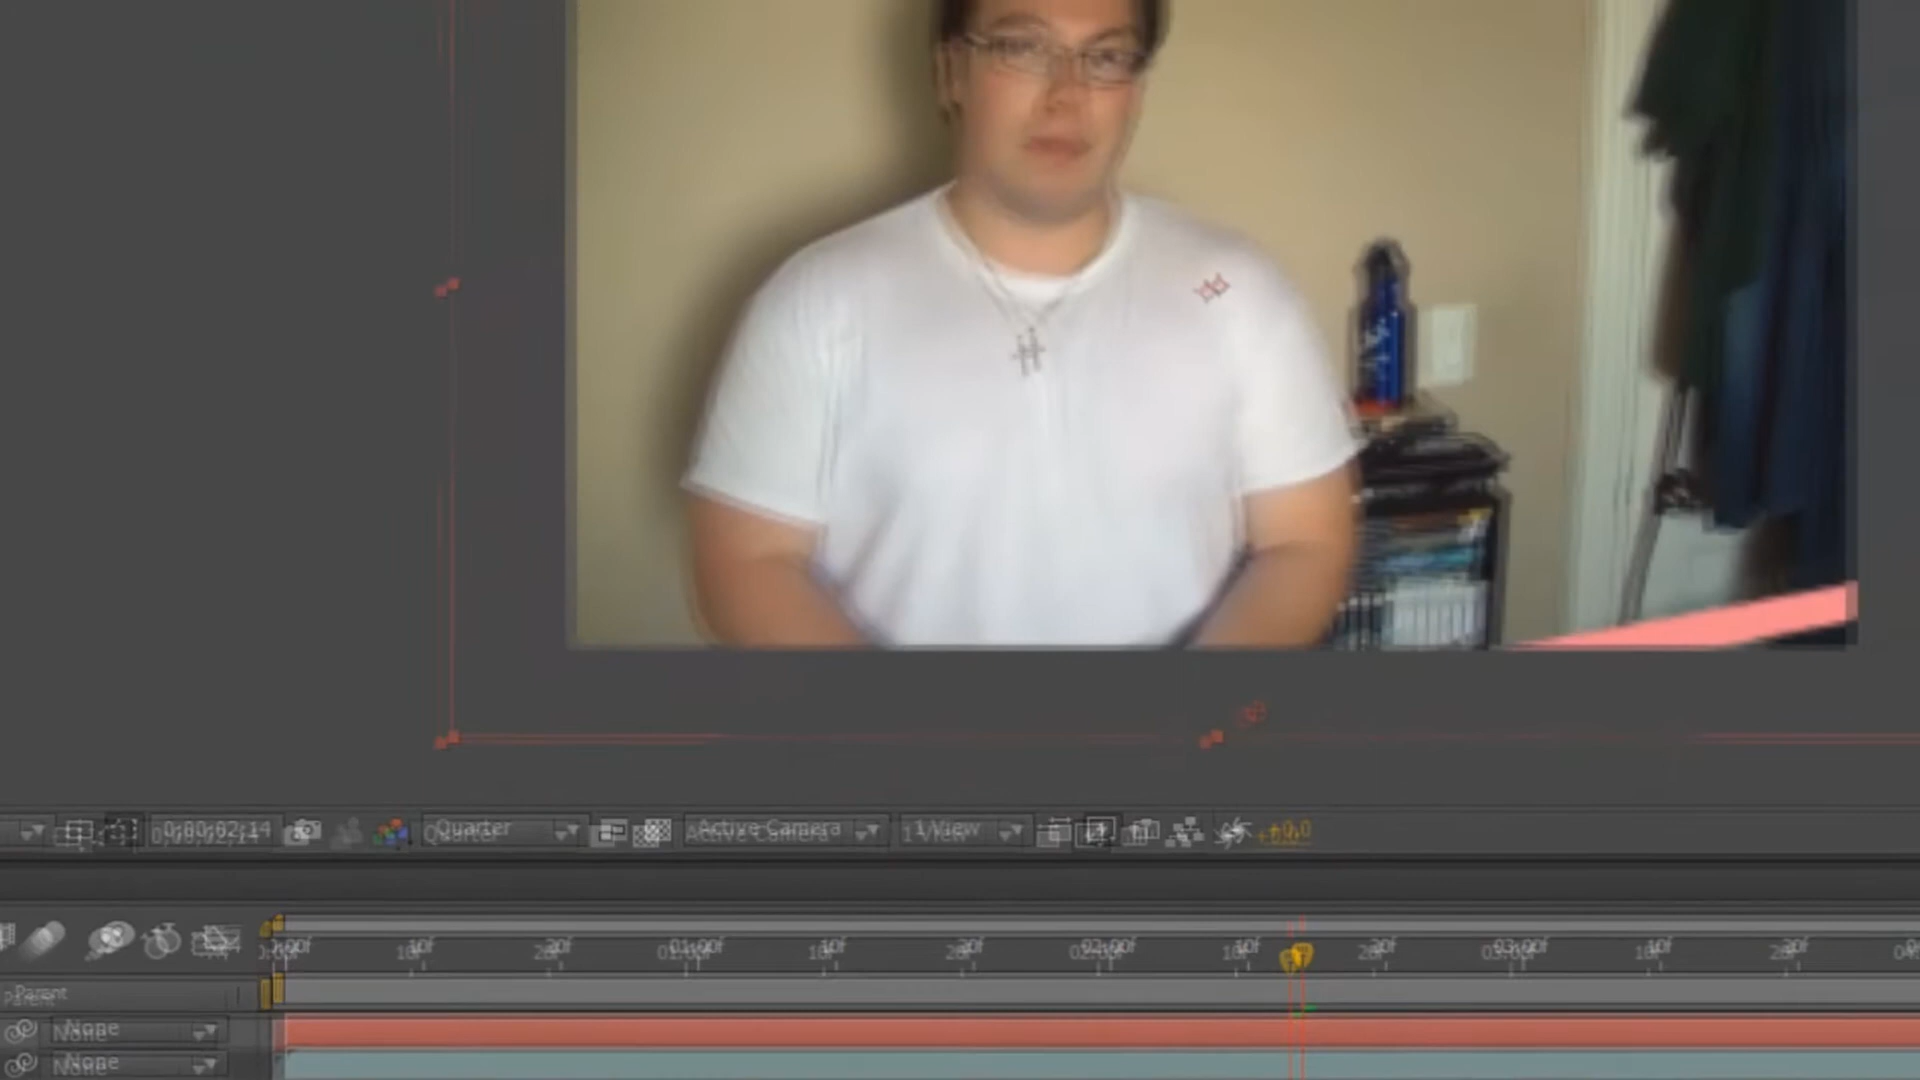 0;00;02;14 Quarter Active Camera 1 View +0.0
0:00f 10f 20f 01:00f 10f 20f 02:00f 10f 20f 03:00f 10f 20f 04
Parent
None
None